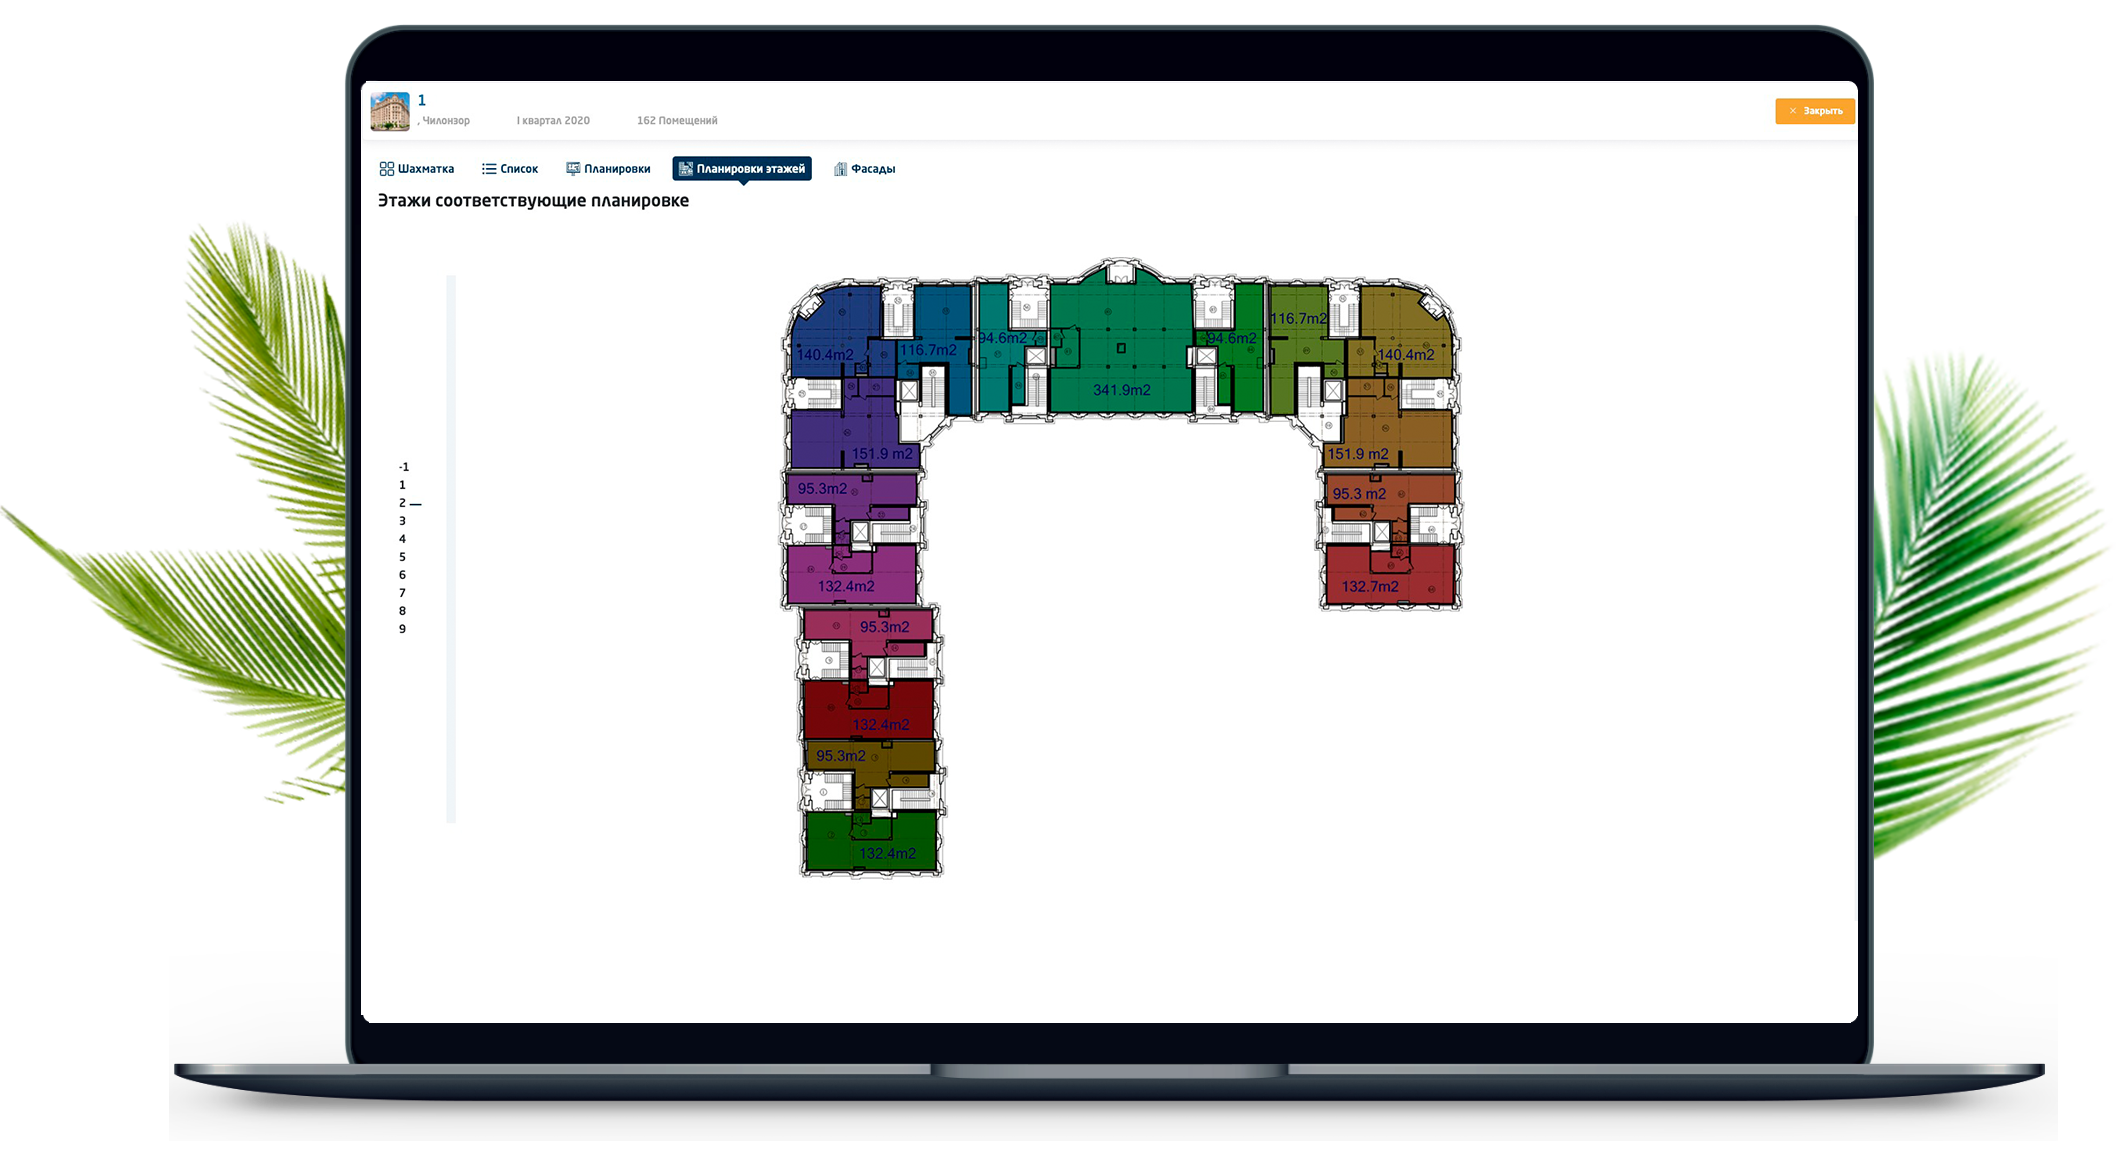 1
, Чилонзор
I квартал 2020
162 Помещений
× Закрыть
Шахматка
Список
Планировки
Планировки этажей
Фасады
Этажи соответствующие планировке
-1
1
2
3
4
5
6
7
8
9
140.4m2
116.7m2
94.6m2
341.9m2
94.6m2
116.7m2
140.4m2
151.9 m2
151.9 m2
95.3m2
95.3 m2
132.4m2
132.7m2
95.3m2
132.4m2
95.3m2
132.4m2